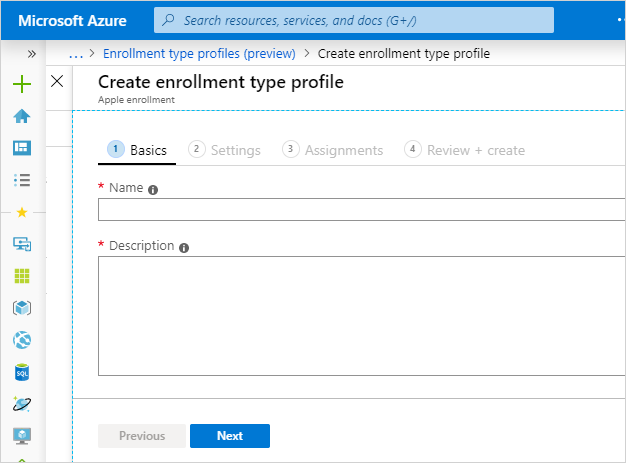 Microsoft Azure
Search resources, services, and docs (G+/)
» ... > Enrollment type profiles (preview) > Create enrollment type profile
Create enrollment type profile
Apple enrollment
1 Basics 2 Settings 3 Assignments 4 Review + create
* Name
* Description
SQL
Previous Next